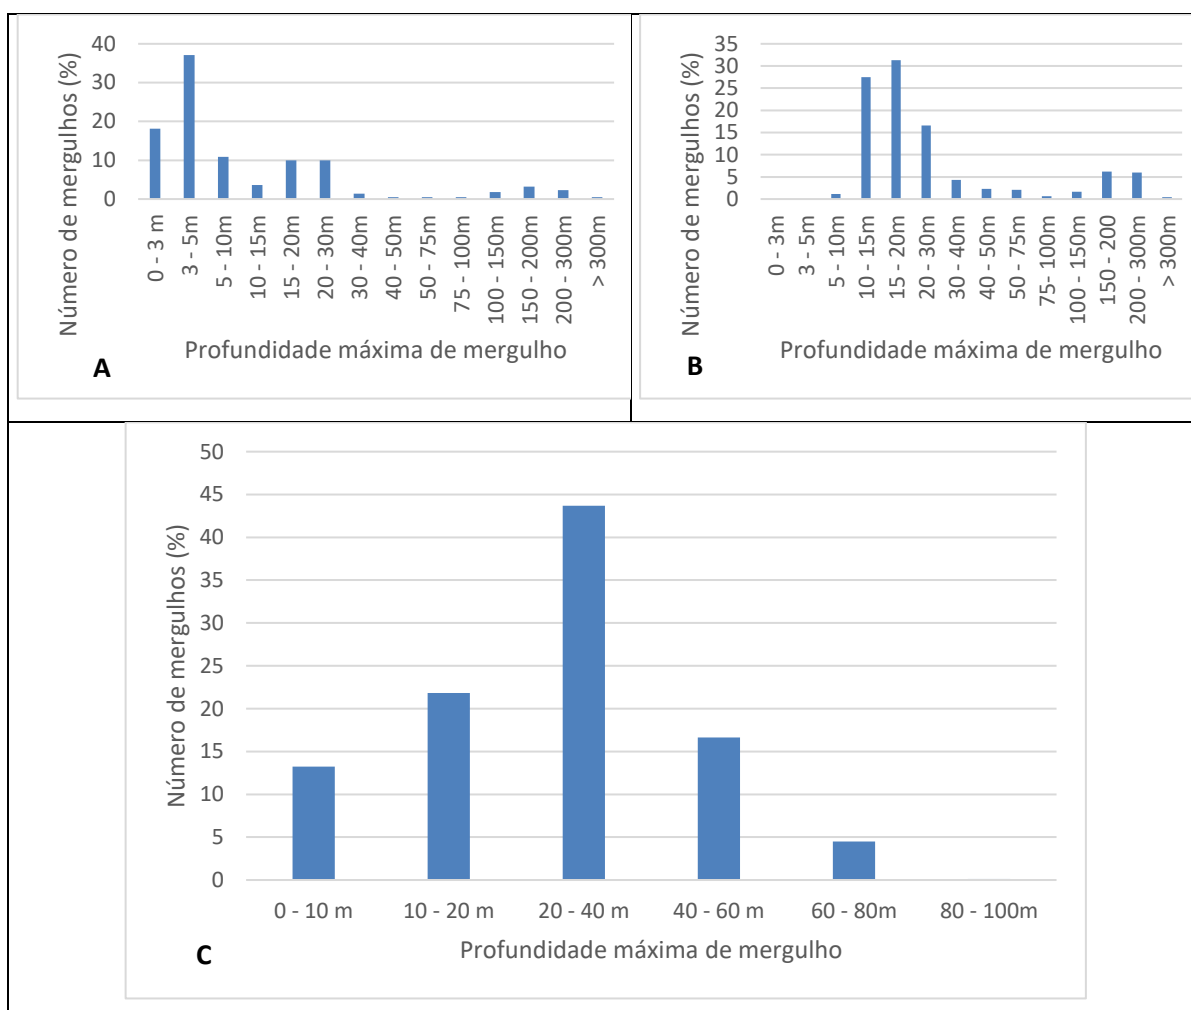 Número de mergulhos (%)
40
30
20
10
0
0 - 3 m
3 - 5m
5 - 10m
10 - 15m
15 - 20m
20 - 30m
30 - 40m
40 - 50m
50 - 75m
75 - 100m
100 - 150m
150 - 200m
200 - 300m
> 300m
Profundidade máxima de mergulho
A
Número de mergulhos (%)
35
30
25
20
15
10
5
0
0 - 3m
3 - 5m
5 - 10m
10 - 15m
15 - 20m
20 - 30m
30 - 40m
40 - 50m
50 - 75m
75- 100m
100 - 150m
150 - 200
200 - 300m
> 300m
Profundidade máxima de mergulho
B
Número de mergulhos (%)
50
45
40
35
30
25
20
15
10
5
0
0 - 10 m
10 - 20 m
20 - 40 m
40 - 60 m
60 - 80m
80 - 100m
Profundidade máxima de mergulho
C